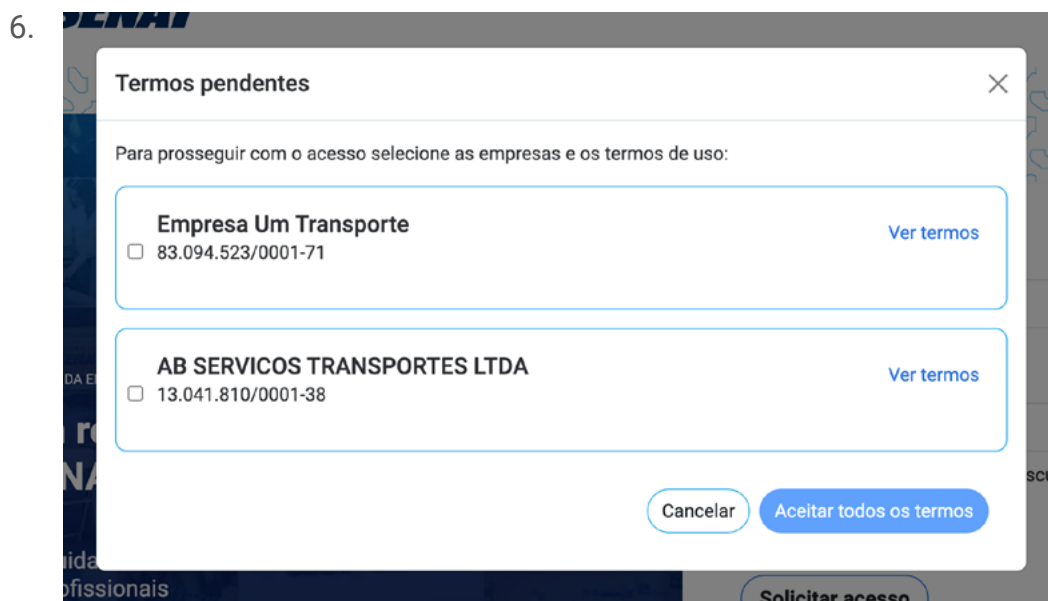 6.
SENAT
Termos pendentes
Para prosseguir com o acesso selecione as empresas e os termos de uso:
Empresa Um Transporte
Ver termos
83.094.523/0001-71
AB SERVICOS TRANSPORTES LTDA
Ver termos
13.041.810/0001-38
Cancelar
Aceitar todos os termos
ofissionais
Solicitar acesso